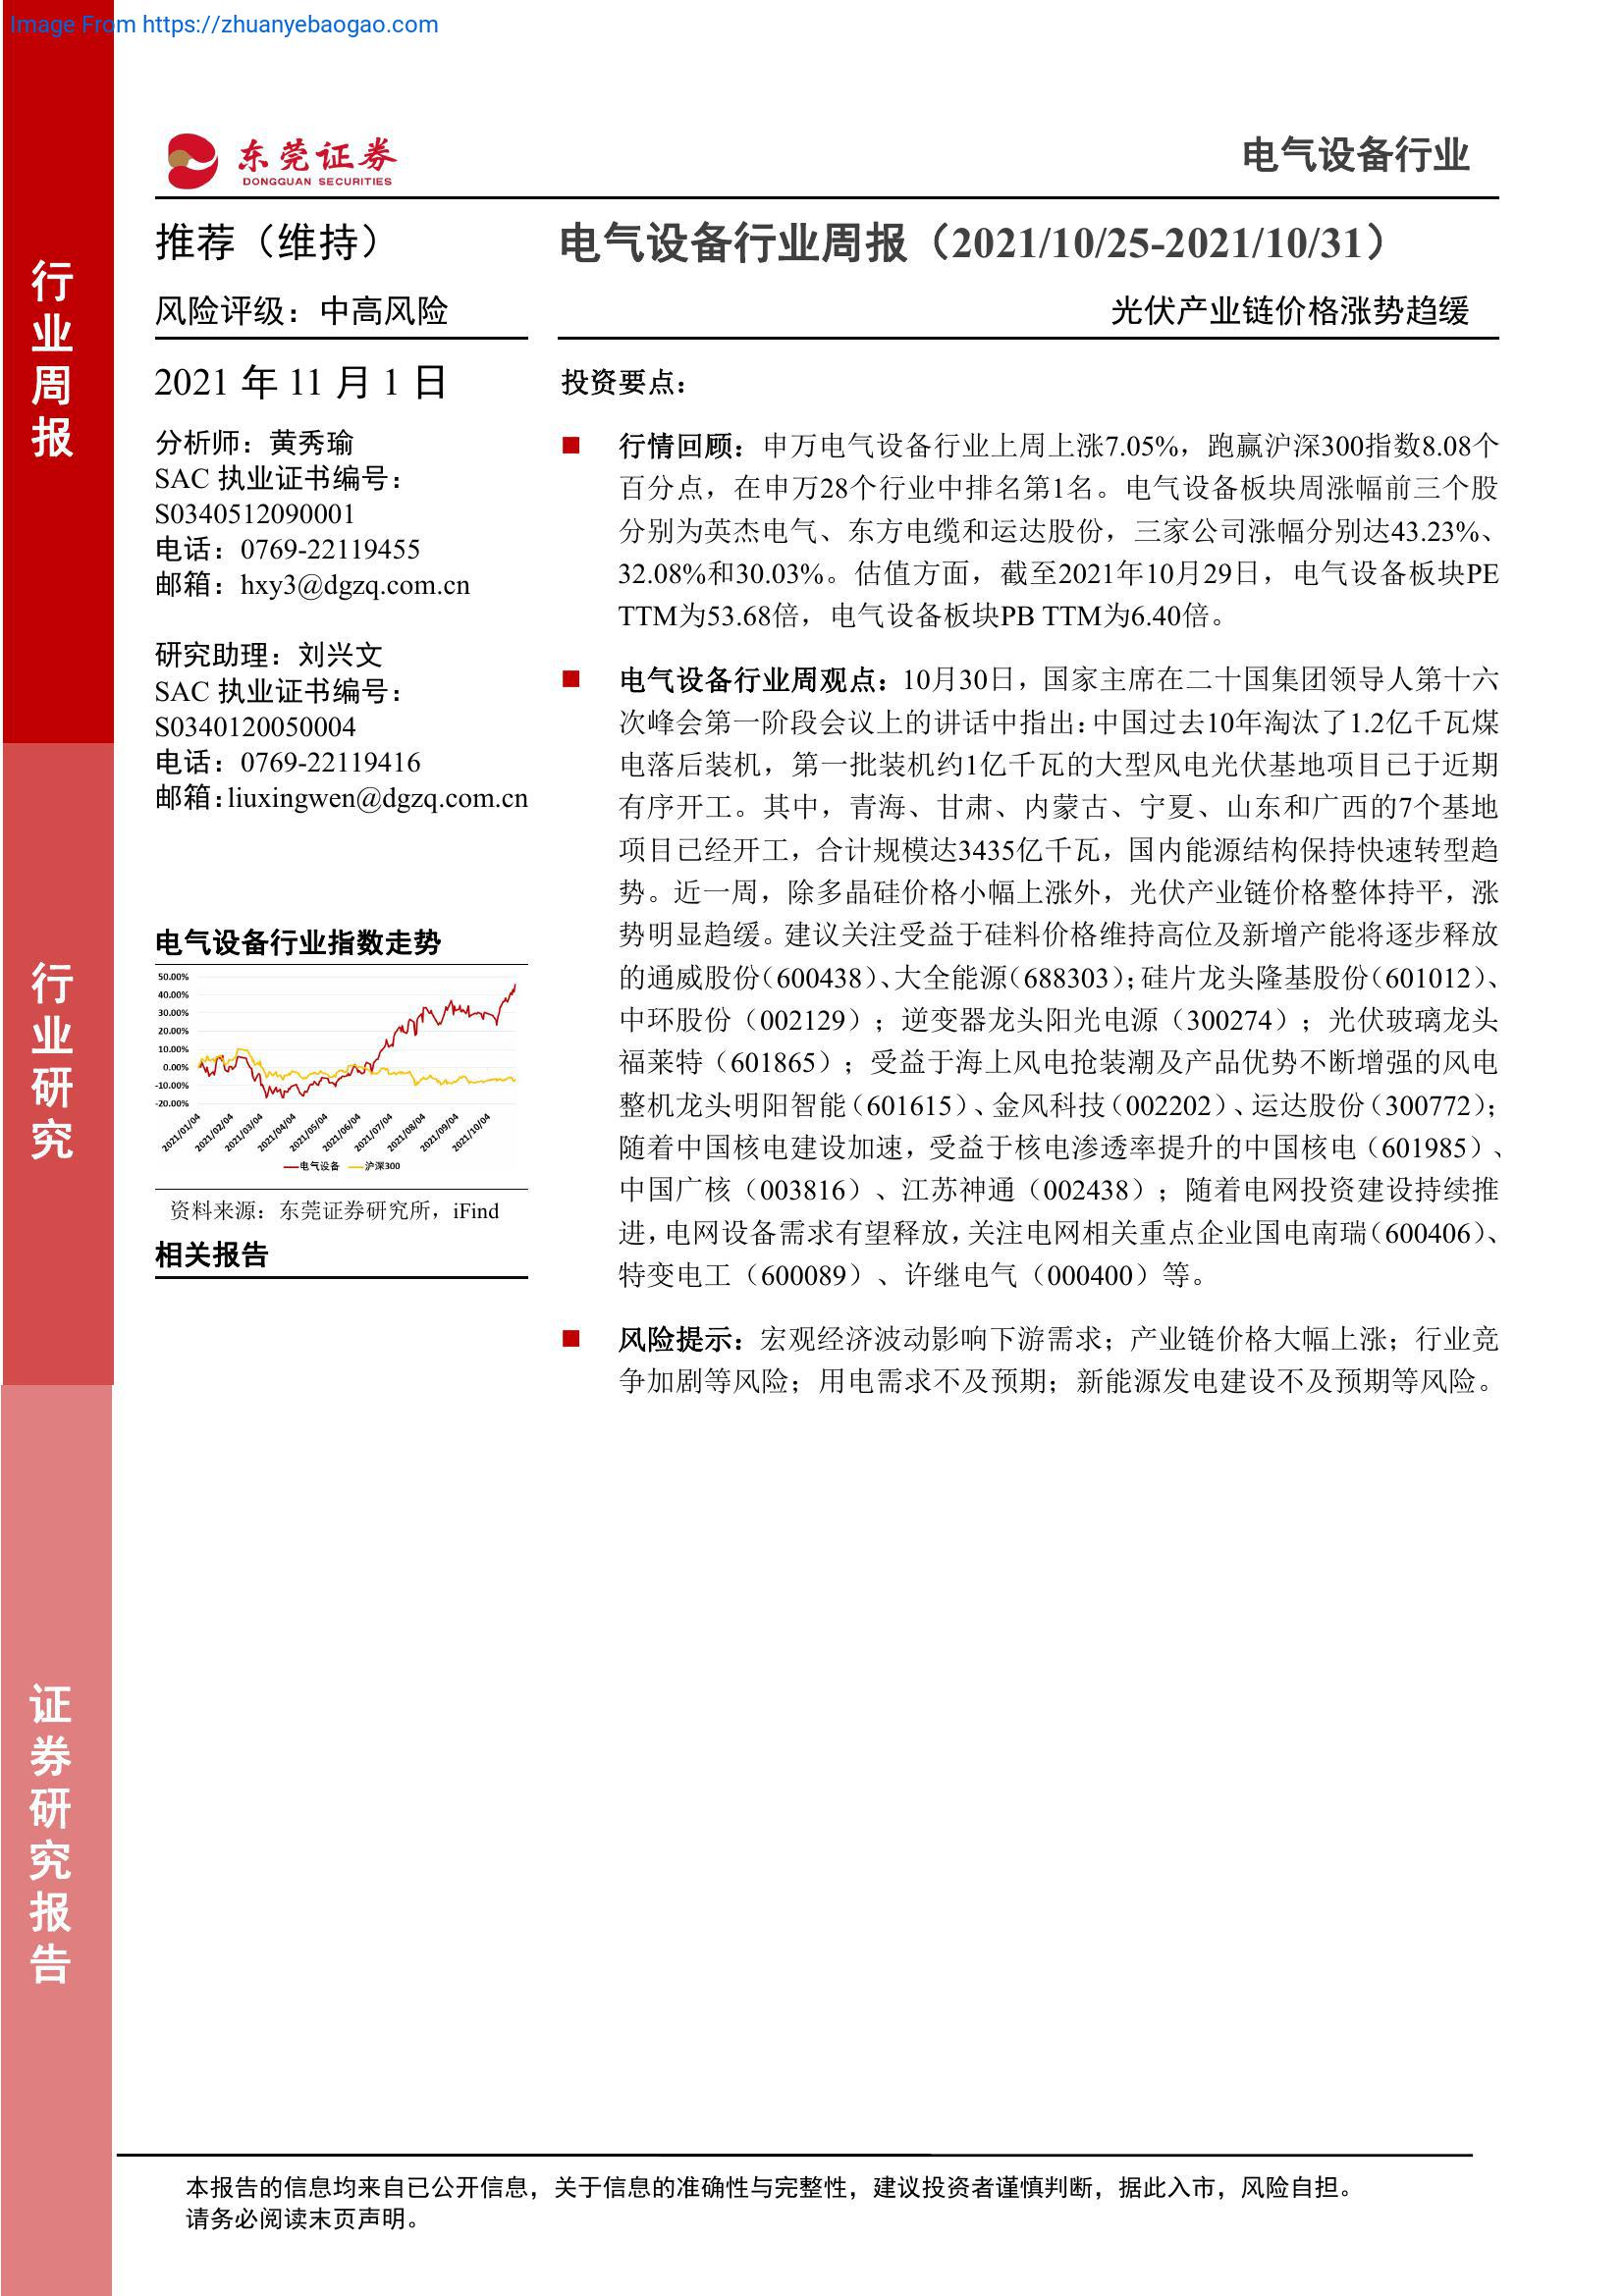 Image From https://zhuanyebaogao.com
行业周报
行业研究
证券研究报告
东莞证券
DONGGUAN SECURITIES
电气设备行业
推荐（维持）
风险评级：中高风险
2021 年 11 月 1 日
分析师：黄秀瑜
SAC 执业证书编号：
S0340512090001
电话：0769-22119455
邮箱：hxy3@dgzq.com.cn
研究助理：刘兴文
SAC 执业证书编号：
S0340120050004
电话：0769-22119416
邮箱：liuxingwen@dgzq.com.cn
电气设备行业指数走势
50.00%
40.00%
30.00%
20.00%
10.00%
0.00%
-10.00%
-20.00%
2021/01/04
2021/02/04
2021/03/04
2021/04/04
2021/05/04
2021/06/04
2021/07/04
2021/08/04
2021/09/04
2021/10/04
电气设备 沪深300
资料来源：东莞证券研究所，iFind
相关报告
电气设备行业周报（2021/10/25-2021/10/31）
光伏产业链价格涨势趋缓
投资要点：
行情回顾：申万电气设备行业上周上涨7.05%，跑赢沪深300指数8.08个
百分点，在申万28个行业中排名第1名。电气设备板块周涨幅前三个股
分别为英杰电气、东方电缆和运达股份，三家公司涨幅分别达43.23%、
32.08%和30.03%。估值方面，截至2021年10月29日，电气设备板块PE
TTM为53.68倍，电气设备板块PB TTM为6.40倍。
电气设备行业周观点：10月30日，国家主席在二十国集团领导人第十六
次峰会第一阶段会议上的讲话中指出：中国过去10年淘汰了1.2亿千瓦煤
电落后装机，第一批装机约1亿千瓦的大型风电光伏基地项目已于近期
有序开工。其中，青海、甘肃、内蒙古、宁夏、山东和广西的7个基地
项目已经开工，合计规模达3435亿千瓦，国内能源结构保持快速转型趋
势。近一周，除多晶硅价格小幅上涨外，光伏产业链价格整体持平，涨
势明显趋缓。建议关注受益于硅料价格维持高位及新增产能将逐步释放
的通威股份（600438）、大全能源（688303）；硅片龙头隆基股份（601012）、
中环股份（002129）；逆变器龙头阳光电源（300274）；光伏玻璃龙头
福莱特（601865）；受益于海上风电抢装潮及产品优势不断增强的风电
整机龙头明阳智能（601615）、金风科技（002202）、运达股份（300772）；
随着中国核电建设加速，受益于核电渗透率提升的中国核电（601985）、
中国广核（003816）、江苏神通（002438）；随着电网投资建设持续推
进，电网设备需求有望释放，关注电网相关重点企业国电南瑞（600406）、
特变电工（600089）、许继电气（000400）等。
风险提示：宏观经济波动影响下游需求；产业链价格大幅上涨；行业竞
争加剧等风险；用电需求不及预期；新能源发电建设不及预期等风险。
本报告的信息均来自已公开信息，关于信息的准确性与完整性，建议投资者谨慎判断，据此入市，风险自担。
请务必阅读末页声明。